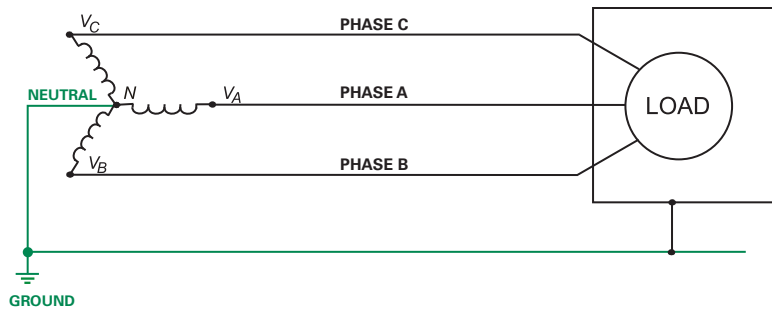 VC
PHASE C
NEUTRAL
N
VA
PHASE A
LOAD
VB
PHASE B
GROUND